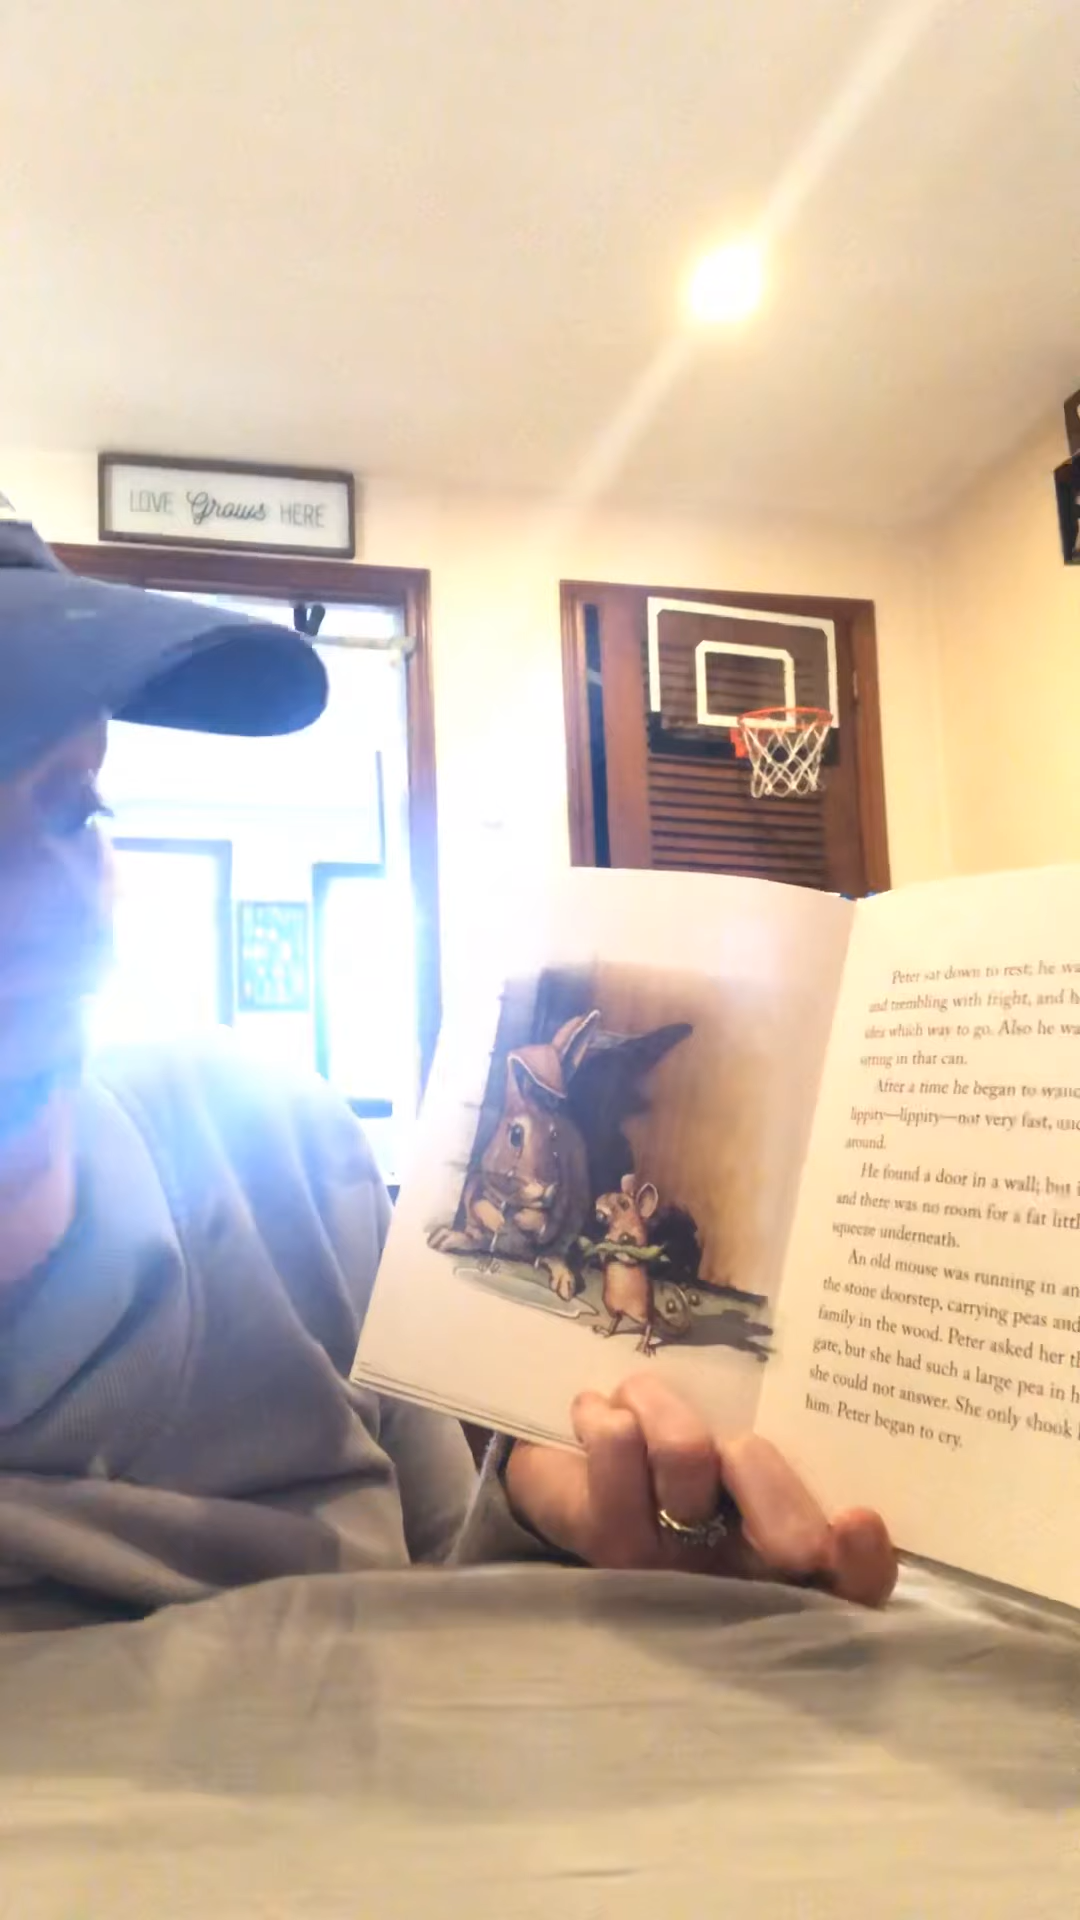 LOVE Grows HERE
Peter sat down to rest; he wa
and trembling with fright, and h
idea which way to go. Also he wa
sitting in that can.
After a time he began to wand
lippity—lippity—not very fast, and
around.
He found a door in a wall; but i
and there was no room for a fat littl
squeeze underneath.
An old mouse was running in an
the stone doorstep, carrying peas and
family in the wood. Peter asked her th
gate, but she had such a large pea in h
she could not answer. She only shook
him. Peter began to cry.